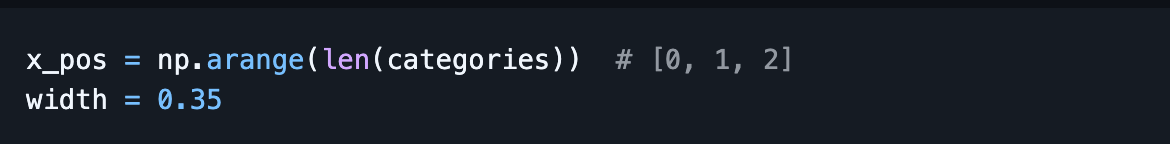 x_pos = np.arange(len(categories))  # [0, 1, 2]
width = 0.35